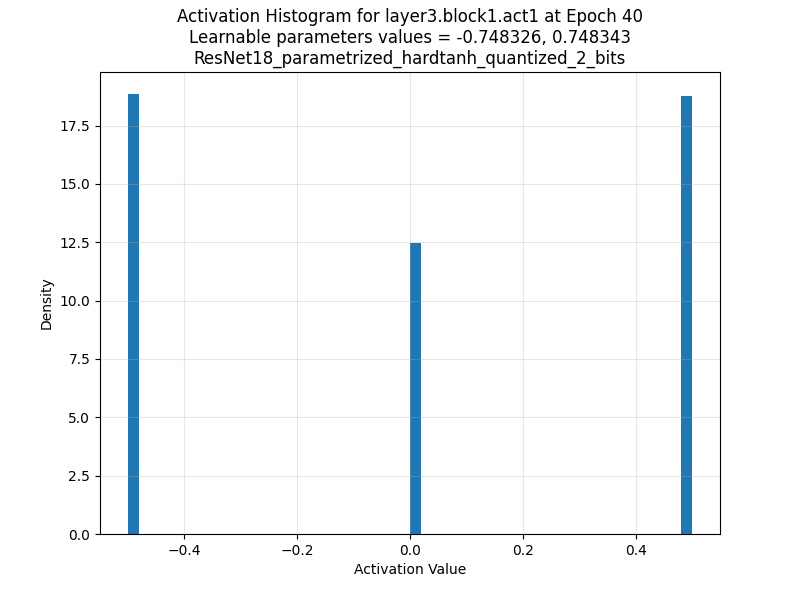 Activation Histogram for layer3.block1.act1 at Epoch 40
Learnable parameters values = -0.748326, 0.748343
ResNet18_parametrized_hardtanh_quantized_2_bits
17.5
15.0
12.5
10.0
7.5
5.0
2.5
0.0
Density
−0.4 −0.2 0.0 0.2 0.4
Activation Value